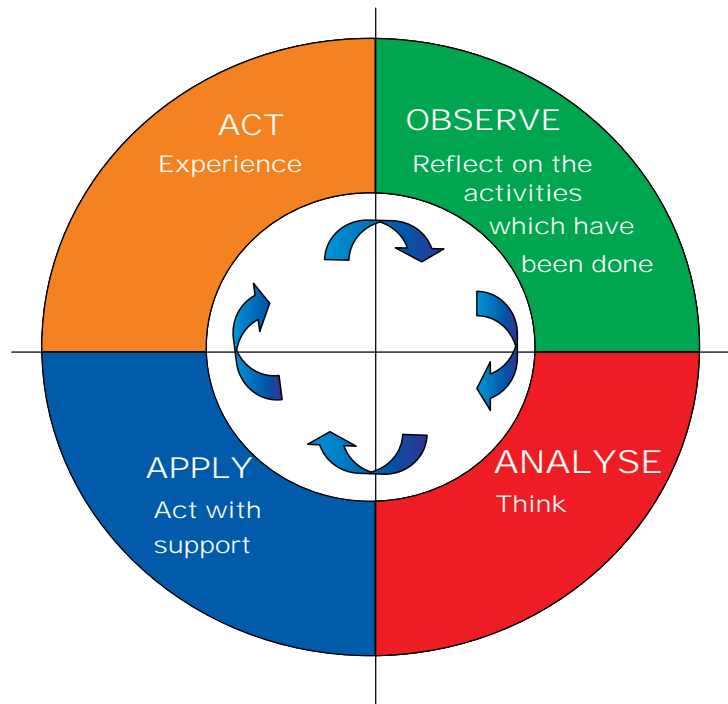 ACT
Experience
OBSERVE
Reflect on the
activities
which have
been done
ANALYSE
Think
APPLY
Act with
support